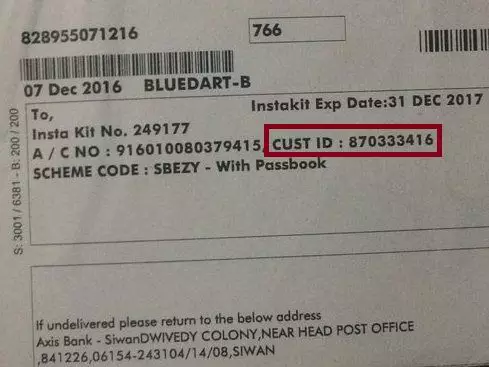 828955071216
766
07 Dec 2016 BLUEDART-B
Instakit Exp Date:31 DEC 2017
To,
Insta Kit No. 249177
A / C NO : 916010080379415, CUST ID : 870333416
SCHEME CODE : SBEZY - With Passbook
S: 3001 / 6381 - B: 200 / 200
If undelivered please return to the below address
Axis Bank - SiwanDWIVEDY COLONY,NEAR HEAD POST OFFICE
,841226,06154-243104/14/08,SIWAN